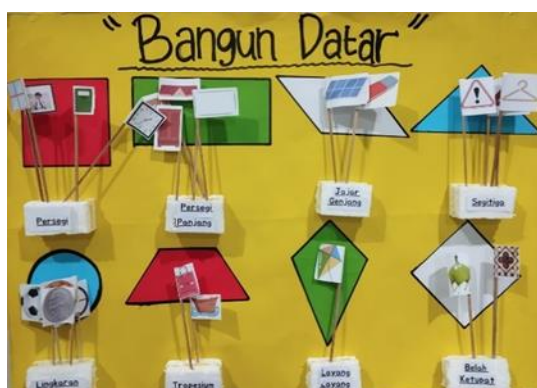 "Bangun Datar"
Persegi
Persegi
Panjang
Jajar
Genjang
Segitiga
Lingkaran
Trapesium
Layang
Layang
Belah
Ketupat